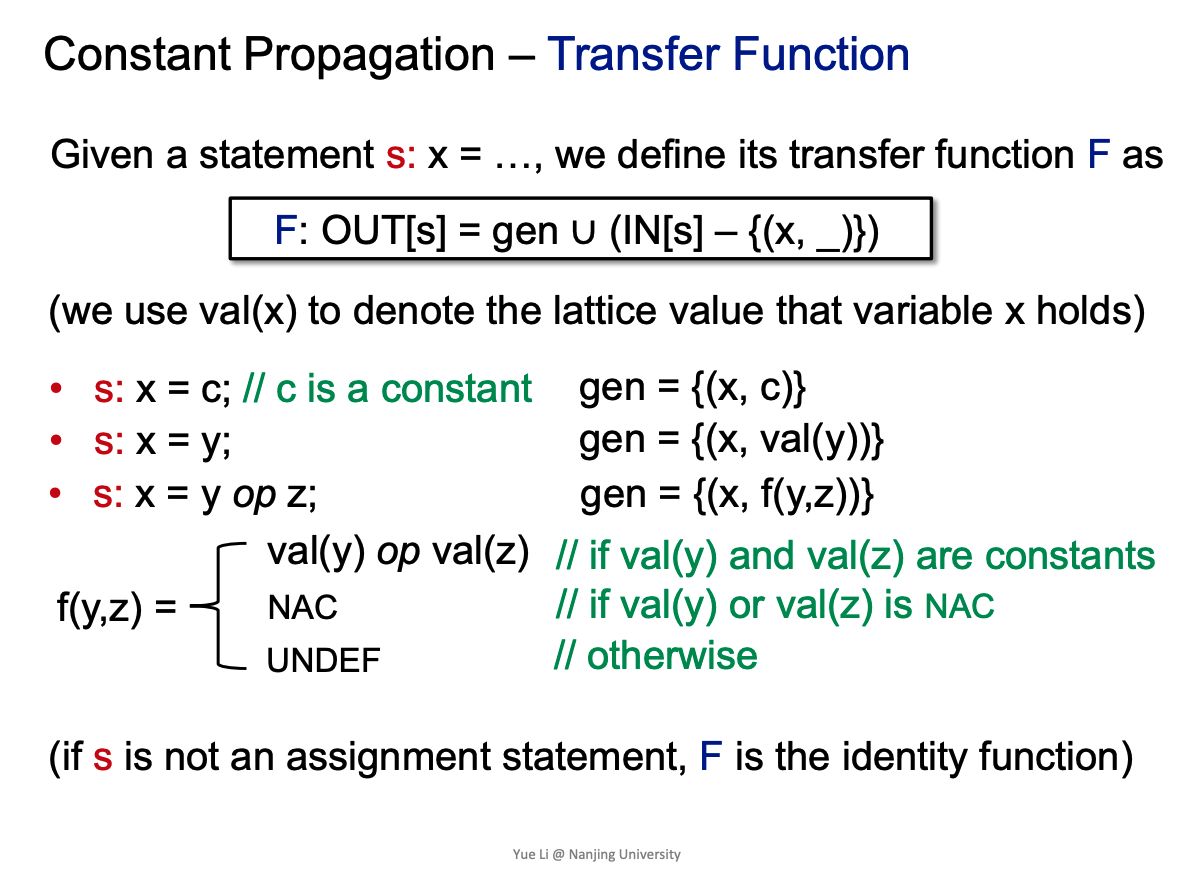 Constant Propagation – Transfer Function
Given a statement s: x = …, we define its transfer function F as
F: OUT[s] = gen ∪ (IN[s] – {(x, _)})
(we use val(x) to denote the lattice value that variable x holds)
• s: x = c; // c is a constant gen = {(x, c)}
• s: x = y; gen = {(x, val(y))}
• s: x = y op z; gen = {(x, f(y,z))}
val(y) op val(z) // if val(y) and val(z) are constants
f(y,z) = NAC // if val(y) or val(z) is NAC
UNDEF // otherwise
(if s is not an assignment statement, F is the identity function)
Yue Li @ Nanjing University